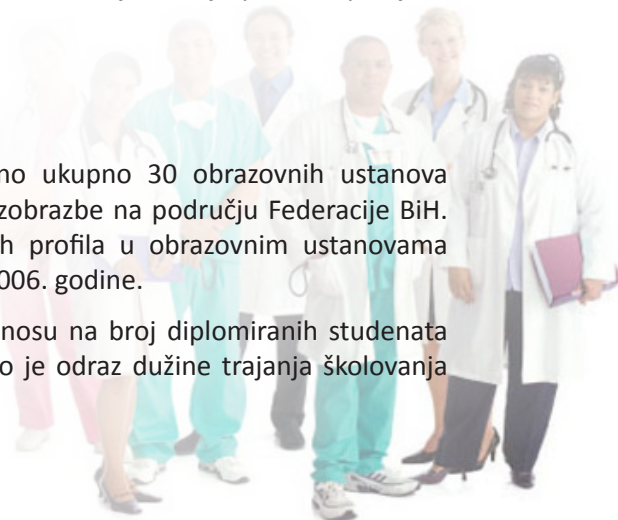 no ukupno 30 obrazovnih ustanova
zobrazbe na području Federacije BiH.
h profila u obrazovnim ustanovama
006. godine.
nosu na broj diplomiranih studenata
o je odraz dužine trajanja školovanja